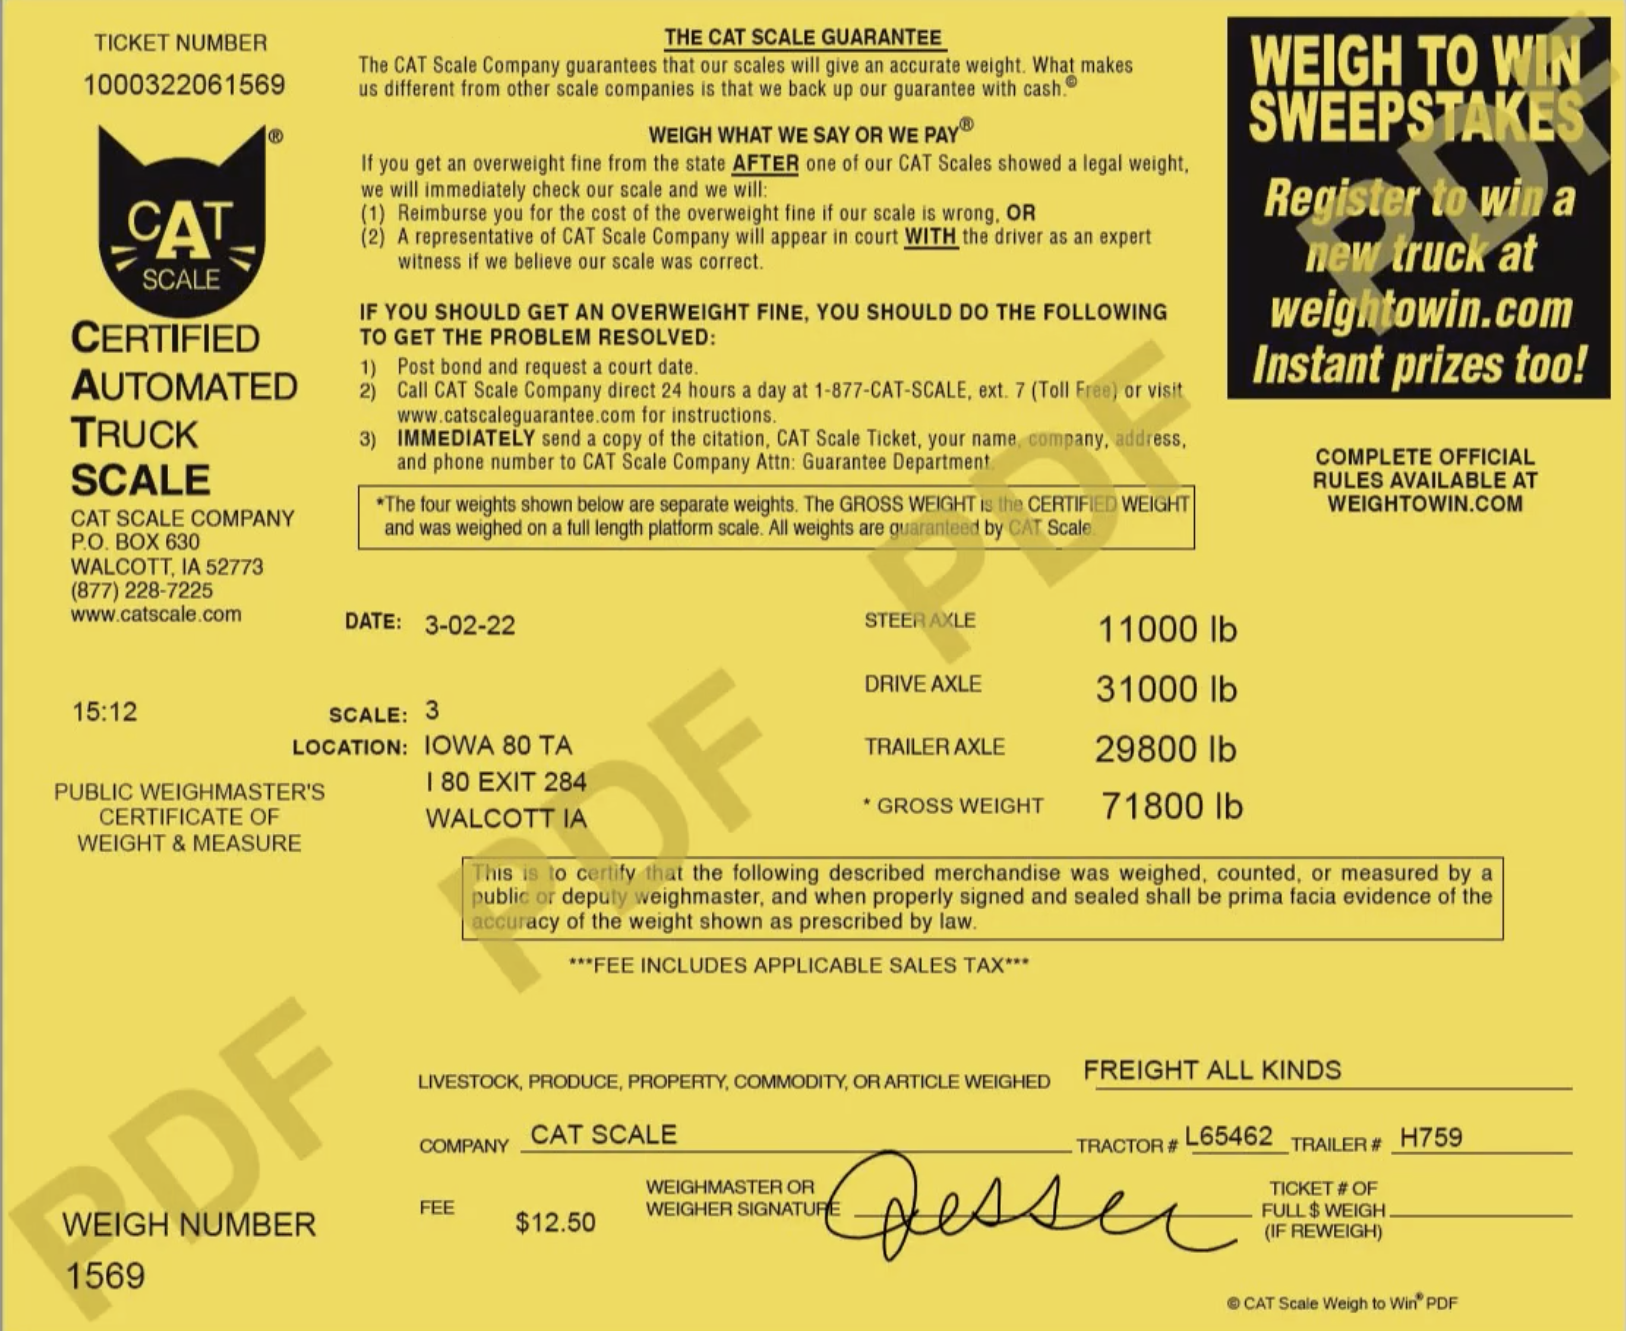 TICKET NUMBER
1000322061569
®
CAT
SCALE
CERTIFIED
AUTOMATED
TRUCK
SCALE
CAT SCALE COMPANY
P.O. BOX 630
WALCOTT, IA 52773
(877) 228-7225
www.catscale.com
THE CAT SCALE GUARANTEE
The CAT Scale Company guarantees that our scales will give an accurate weight. What makes
us different from other scale companies is that we back up our guarantee with cash.©
WEIGH WHAT WE SAY OR WE PAY®
If you get an overweight fine from the state AFTER one of our CAT Scales showed a legal weight,
we will immediately check our scale and we will:
(1) Reimburse you for the cost of the overweight fine if our scale is wrong, OR
(2) A representative of CAT Scale Company will appear in court WITH the driver as an expert
witness if we believe our scale was correct.
IF YOU SHOULD GET AN OVERWEIGHT FINE, YOU SHOULD DO THE FOLLOWING
TO GET THE PROBLEM RESOLVED:
1) Post bond and request a court date.
2) Call CAT Scale Company direct 24 hours a day at 1-877-CAT-SCALE, ext. 7 (Toll Free) or visit
www.catscaleguarantee.com for instructions.
3) IMMEDIATELY send a copy of the citation, CAT Scale Ticket, your name, company, address,
and phone number to CAT Scale Company Attn: Guarantee Department.
*The four weights shown below are separate weights. The GROSS WEIGHT is the CERTIFIED WEIGHT
and was weighed on a full length platform scale. All weights are guaranteed by CAT Scale.
WEIGH TO WIN
SWEEPSTAKES
Register to win a
new truck at
weightowin.com
Instant prizes too!
COMPLETE OFFICIAL
RULES AVAILABLE AT
WEIGHTOWIN.COM
DATE: 3-02-22
15:12
SCALE: 3
LOCATION: IOWA 80 TA
I 80 EXIT 284
WALCOTT IA
STEER AXLE 11000 lb
DRIVE AXLE 31000 lb
TRAILER AXLE 29800 lb
* GROSS WEIGHT 71800 lb
PUBLIC WEIGHMASTER'S
CERTIFICATE OF
WEIGHT & MEASURE
This is to certify that the following described merchandise was weighed, counted, or measured by a
public or deputy weighmaster, and when properly signed and sealed shall be prima facia evidence of the
accuracy of the weight shown as prescribed by law.
***FEE INCLUDES APPLICABLE SALES TAX***
LIVESTOCK, PRODUCE, PROPERTY, COMMODITY, OR ARTICLE WEIGHED FREIGHT ALL KINDS
COMPANY CAT SCALE TRACTOR # L65462 TRAILER # H759
FEE $12.50
WEIGHMASTER OR
WEIGHER SIGNATURE
TICKET # OF
FULL $ WEIGH
(IF REWEIGH)
WEIGH NUMBER
1569
© CAT Scale Weigh to Win® PDF
PDF
PDF
PDF
PDF